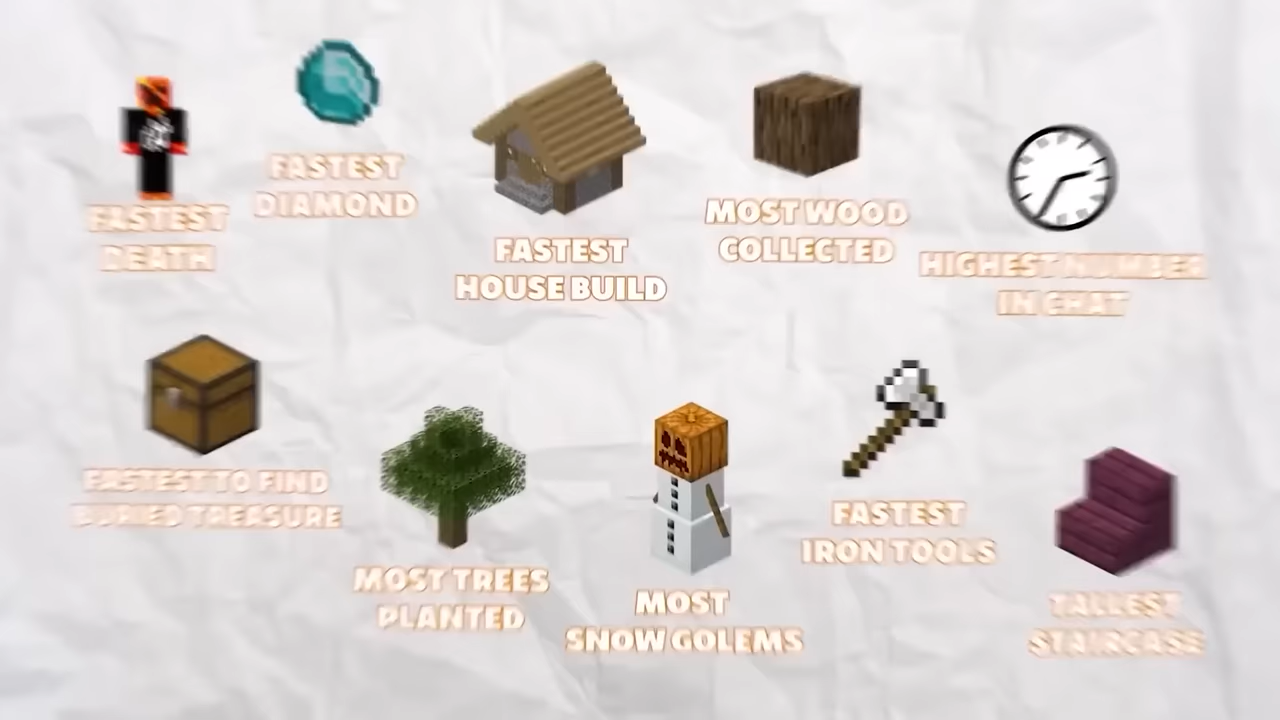 FASTEST
DEATH
FASTEST
DIAMOND
FASTEST
HOUSE BUILD
MOST WOOD
COLLECTED
HIGHEST NUMBER
IN CHAT
FASTEST TO FIND
BURIED TREASURE
MOST TREES
PLANTED
MOST
SNOW GOLEMS
FASTEST
IRON TOOLS
TALLEST
STAIRCASE